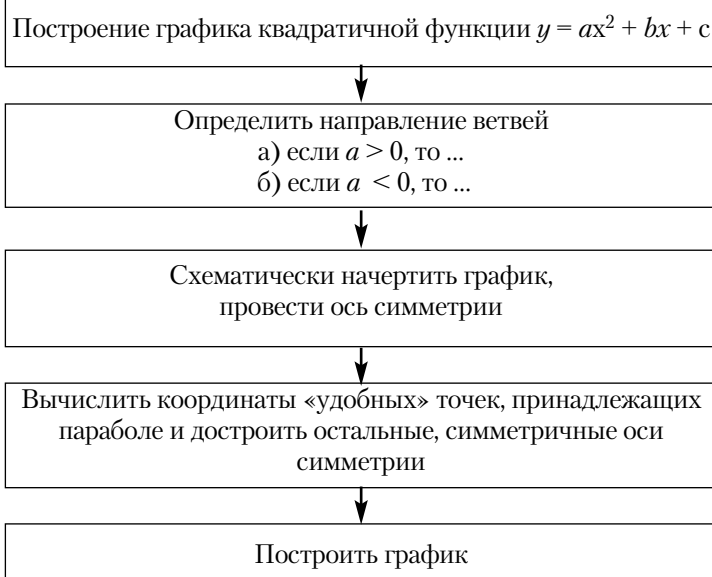 Построение графика квадратичной функции y = ax² + bx + c
Определить направление ветвей
а) если a > 0, то ...
б) если a < 0, то ...
Схематически начертить график,
провести ось симметрии
Вычислить координаты «удобных» точек, принадлежащих
параболе и достроить остальные, симметричные оси
симметрии
Построить график